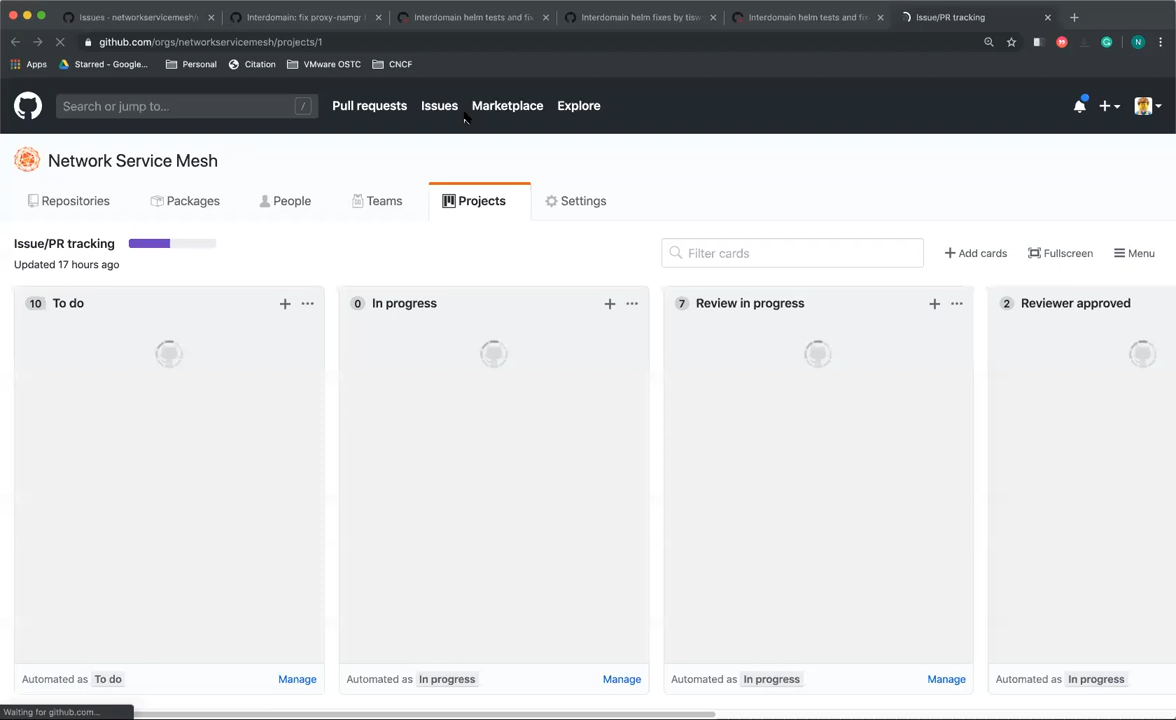 Issues - networkservicemesh/
Interdomain: fix proxy-nsmgr
Interdomain helm tests and fix
Interdomain helm fixes by tisw
Interdomain helm tests and fix
Issue/PR tracking
github.com/orgs/networkservicemesh/projects/1
N
Apps
Starred - Google...
Personal
Citation
VMware OSTC
CNCF
Search or jump to...
/
Pull requests
Issues
Marketplace
Explore
Network Service Mesh
Repositories
Packages
People
Teams
Projects
Settings
Issue/PR tracking
Updated 17 hours ago
Filter cards
Add cards
Fullscreen
Menu
10 To do
0 In progress
7 Review in progress
2 Reviewer approved
Automated as To do
Manage
Automated as In progress
Manage
Automated as In progress
Manage
Automated as In progress
Waiting for github.com...